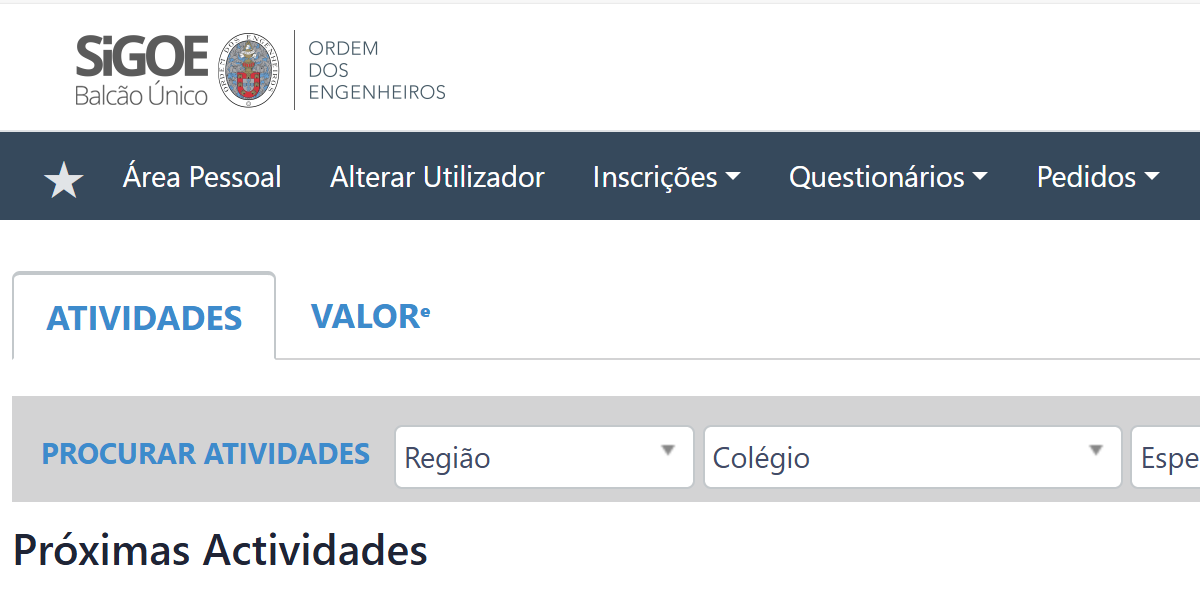 SiGOE
Balcão Único
ORDEM
DOS
ENGENHEIROS
Área Pessoal Alterar Utilizador Inscrições Questionários Pedidos
ATIVIDADES VALORᵉ
PROCURAR ATIVIDADES Região Colégio Espe
Próximas Actividades